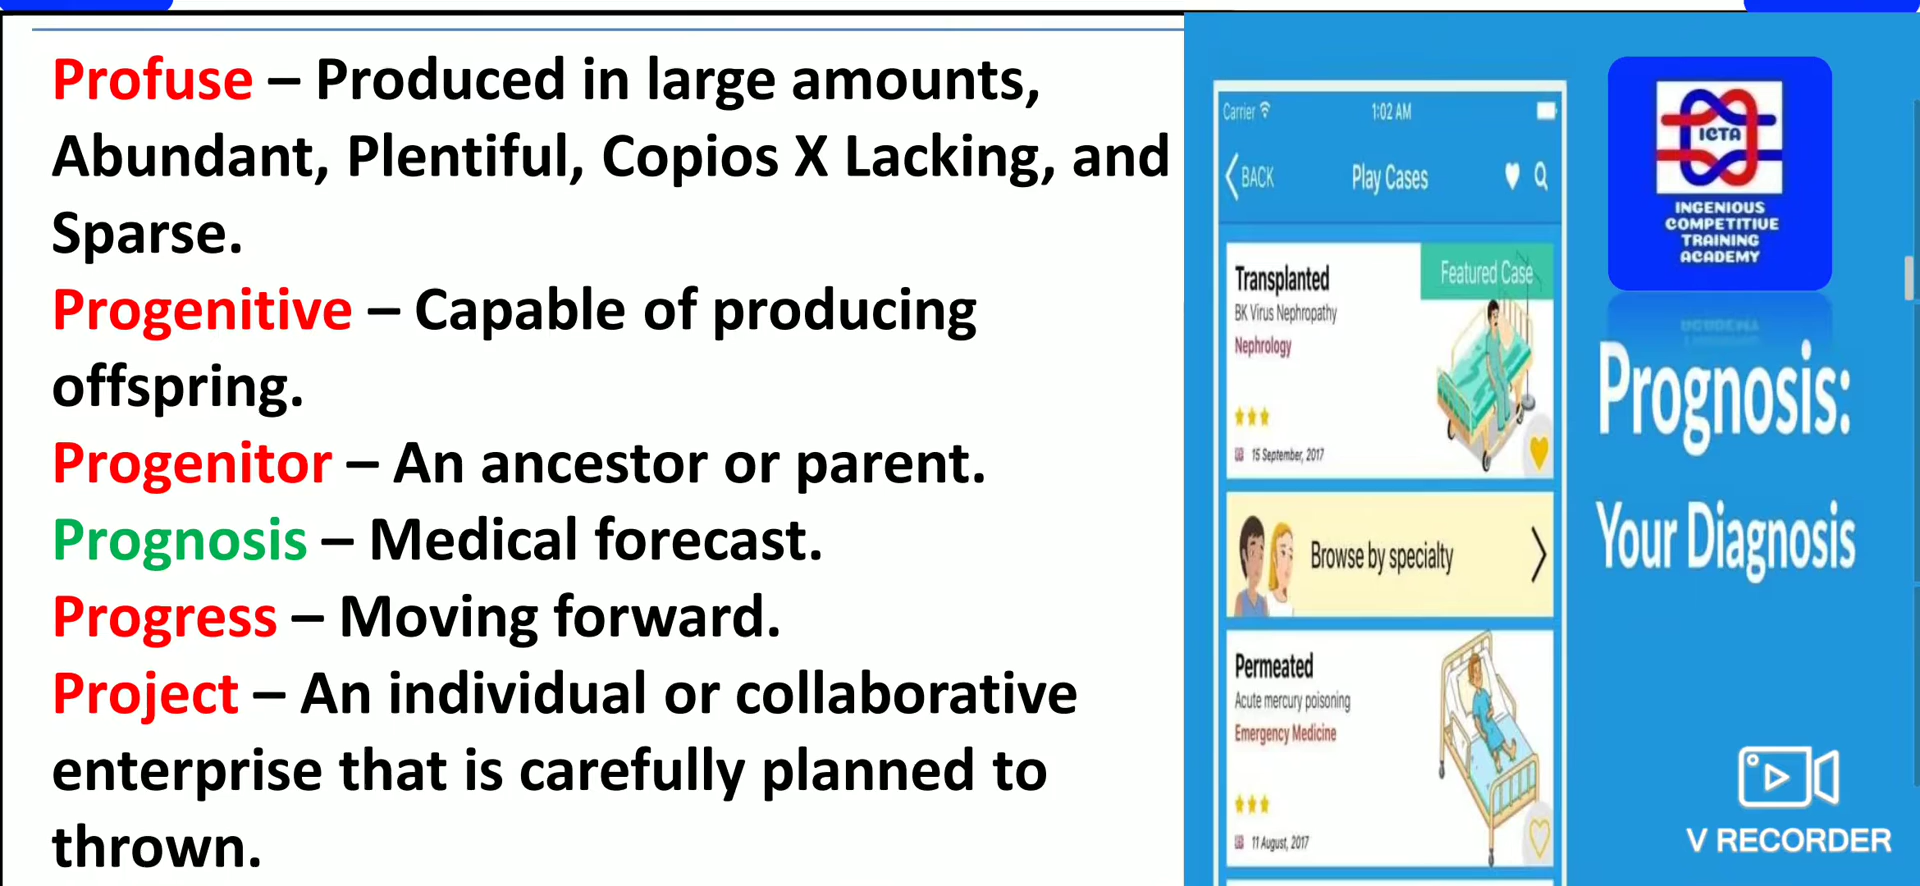 Profuse – Produced in large amounts,
Abundant, Plentiful, Copios X Lacking, and
Sparse.
Progenitive – Capable of producing
offspring.
Progenitor – An ancestor or parent.
Prognosis – Medical forecast.
Progress – Moving forward.
Project – An individual or collaborative
enterprise that is carefully planned to
thrown.
Carrier 1:02 AM
BACK Play Cases
Transplanted Featured Case
BK Virus Nephropathy
Nephrology
15 September, 2017
Browse by specialty
Permeated
Acute mercury poisoning
Emergency Medicine
11 August, 2017
ICTA
INGENIOUS
COMPETITIVE
TRAINING
ACADEMY
Prognosis:
Your Diagnosis
V RECORDER